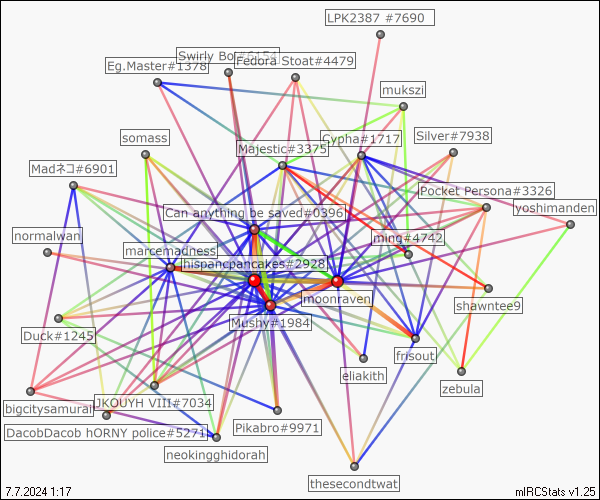 LPK2387 #7690
Swirly Bo
Fedora Stoat#4479
Eg.Master#1378
mukszi
Silver#7938
Cypha#1717
somass
Majestic#3375
Madネコ#6901
Pocket Persona#3326
yoshimanden
Can anything be saved#0396
normalwan
ming#4742
marcemadness
hispancpancakes#2928
moonraven
shawntee9
Mushy#1984
Duck#1245
frisout
eliakith
zebula
bigcitysamurai
JKOUYH VIII#7034
DacobDacob hORNY police#5271
Pikabro#9971
neokingghidorah
thesecondtwat
7.7.2024 1:17
mIRCStats v1.25